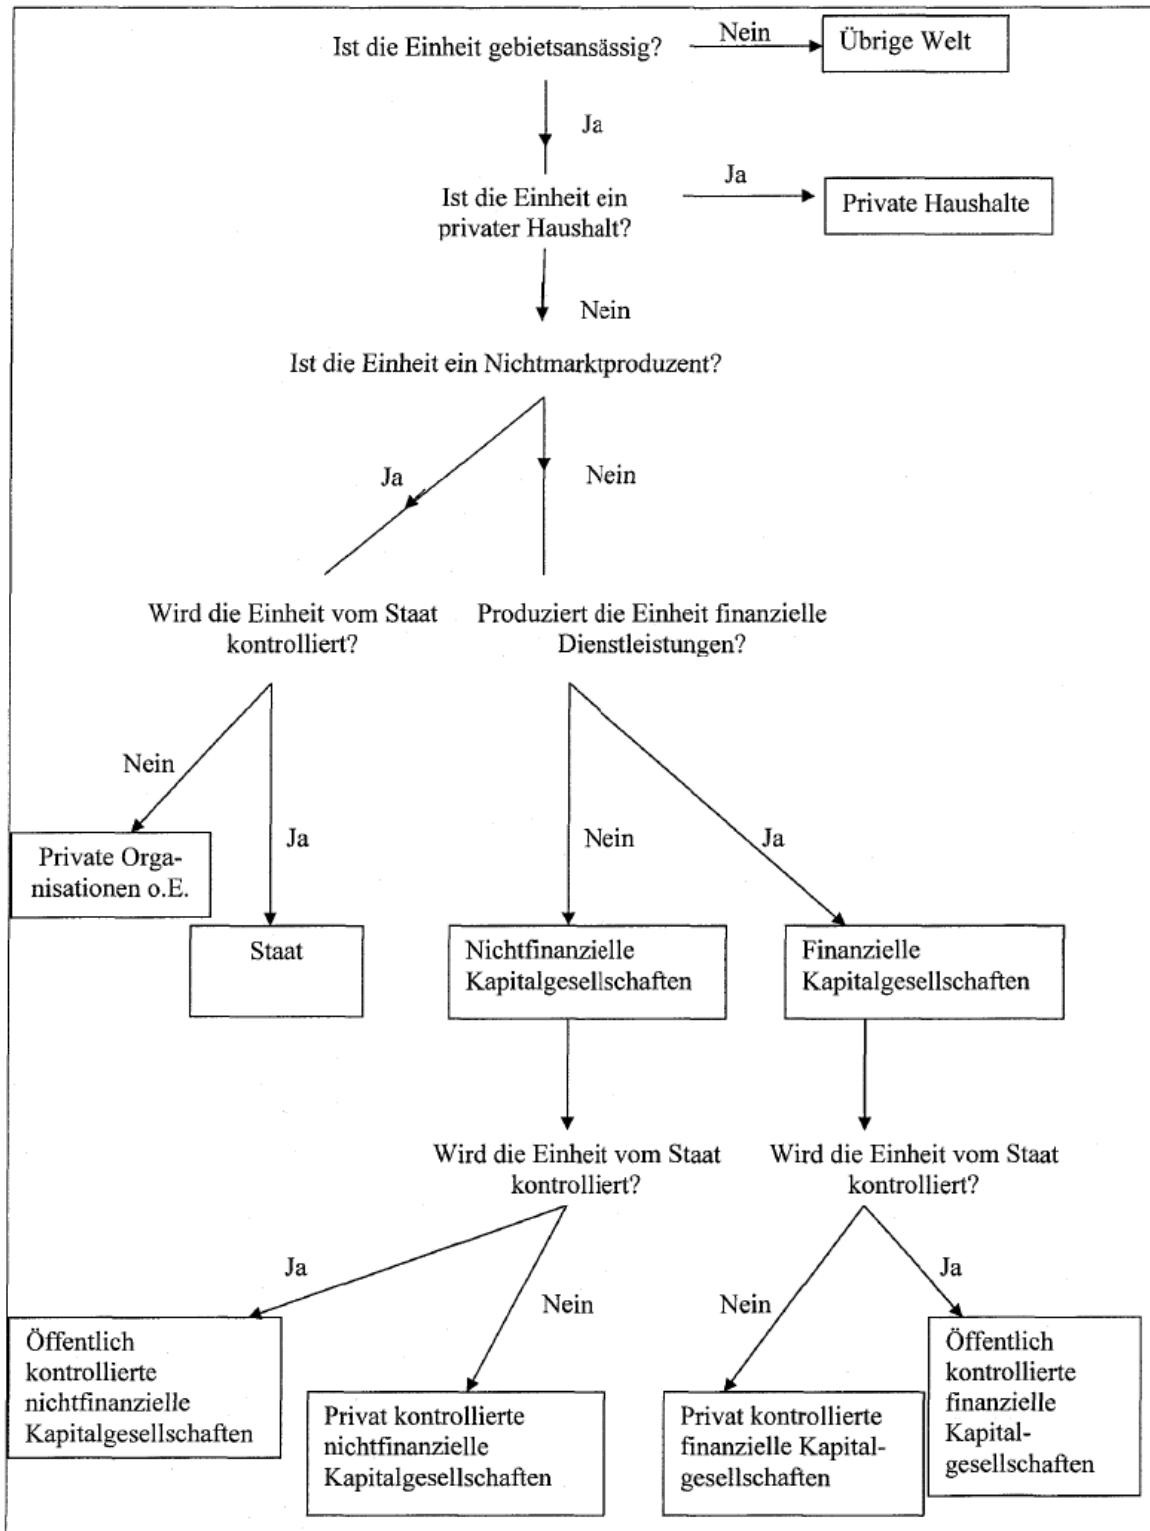 Ist die Einheit gebietsansässig?
Nein
Übrige Welt
Ja
Ist die Einheit ein
privater Haushalt?
Ja
Private Haushalte
Nein
Ist die Einheit ein Nichtmarktproduzent?
Ja
Nein
Wird die Einheit vom Staat
kontrolliert?
Produziert die Einheit finanzielle
Dienstleistungen?
Nein
Ja
Nein
Ja
Private Orga-
nisationen o.E.
Staat
Nichtfinanzielle
Kapitalgesellschaften
Finanzielle
Kapitalgesellschaften
Wird die Einheit vom Staat
kontrolliert?
Wird die Einheit vom Staat
kontrolliert?
Ja
Nein
Nein
Ja
Öffentlich
kontrollierte
nichtfinanzielle
Kapitalgesellschaften
Privat kontrollierte
nichtfinanzielle
Kapitalgesellschaften
Privat kontrollierte
finanzielle Kapital-
gesellschaften
Öffentlich
kontrollierte
finanzielle
Kapital-
gesellschaften